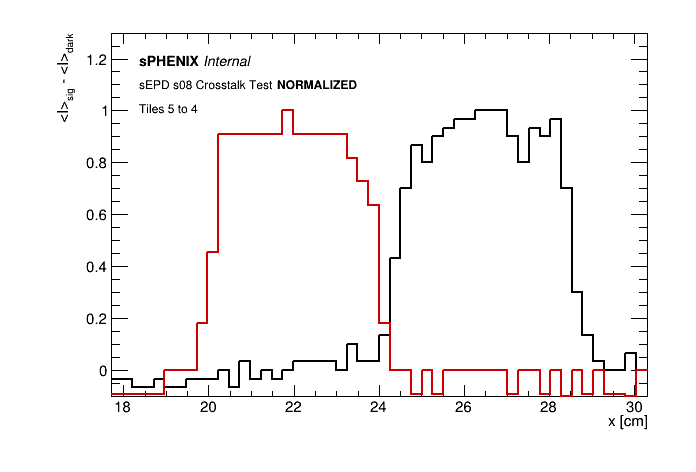 <I>sig - <I>dark
1.2
1
0.8
0.6
0.4
0.2
0
sPHENIX Internal
sEPD s08 Crosstalk Test NORMALIZED
Tiles 5 to 4
18 20 22 24 26 28 30
x [cm]